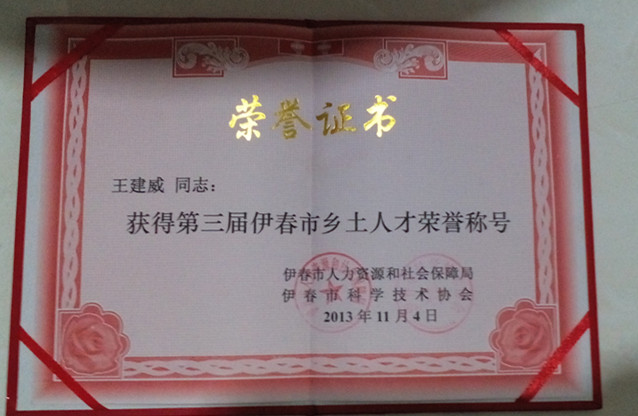 荣誉证书
王建威 同志：
获得第三届伊春市乡土人才荣誉称号
伊春市人力资源和社会保障局
伊春市科学技术协会
2013年11月4日